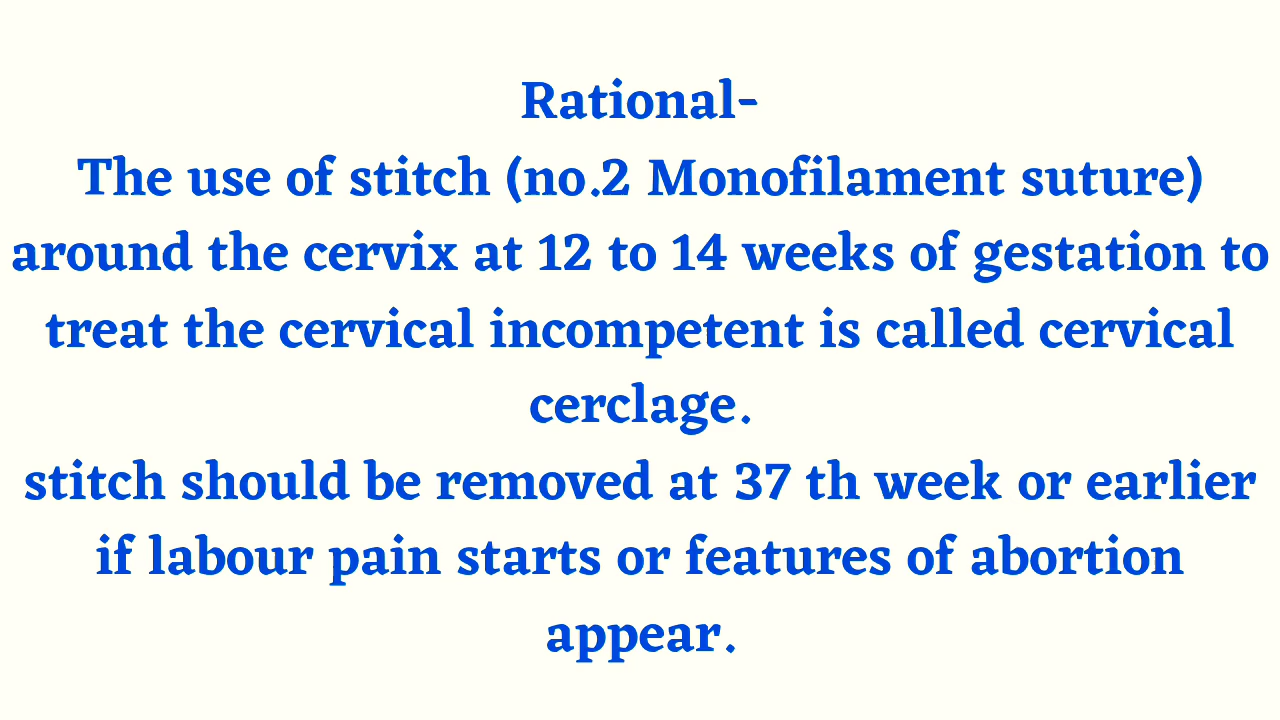 Rational-
The use of stitch (no.2 Monofilament suture)
around the cervix at 12 to 14 weeks of gestation to
treat the cervical incompetent is called cervical
cerclage.
stitch should be removed at 37 th week or earlier
if labour pain starts or features of abortion
appear.